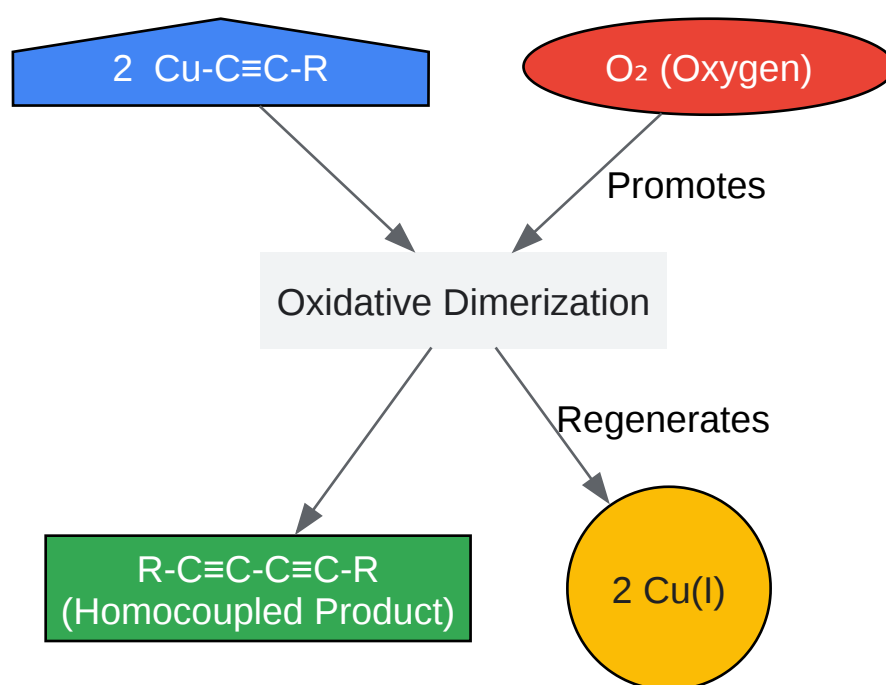 2  Cu-C≡C-R
O₂ (Oxygen)
Promotes
Oxidative Dimerization
Regenerates
R-C≡C-C≡C-R
(Homocoupled Product)
2 Cu(I)